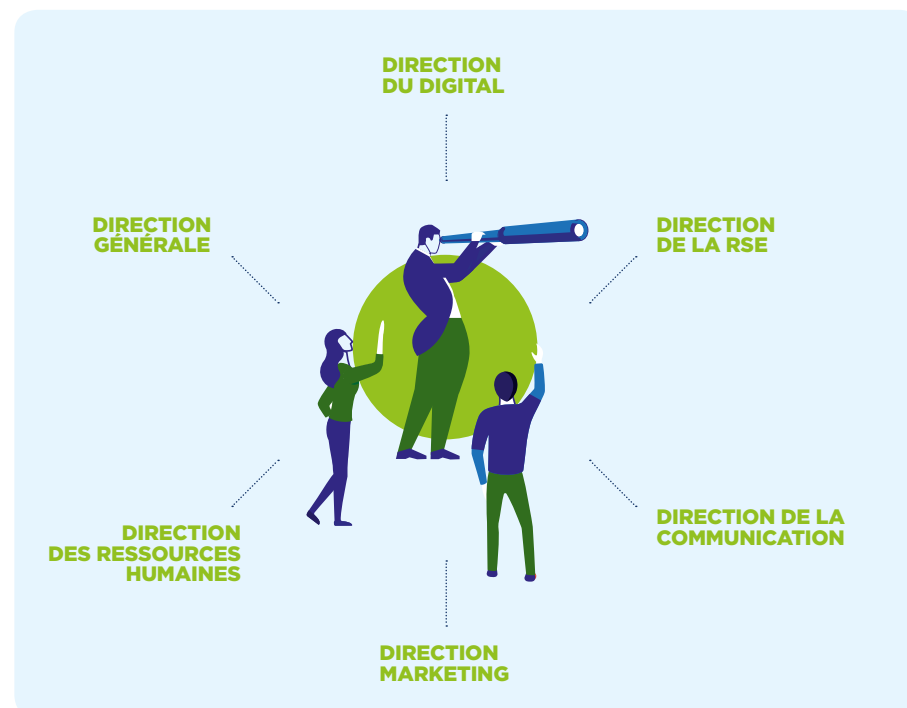 DIRECTION
DU DIGITAL
DIRECTION
GÉNÉRALE
DIRECTION
DE LA RSE
DIRECTION
DES RESSOURCES
HUMAINES
DIRECTION DE LA
COMMUNICATION
DIRECTION
MARKETING